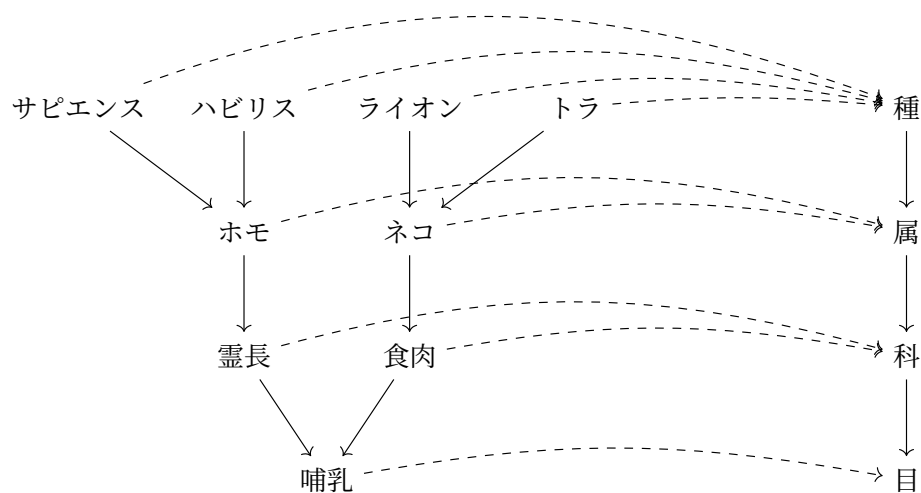 サピエンス ハビリス ライオン トラ 種
ホモ ネコ 属
霊長 食肉 科
哺乳 目